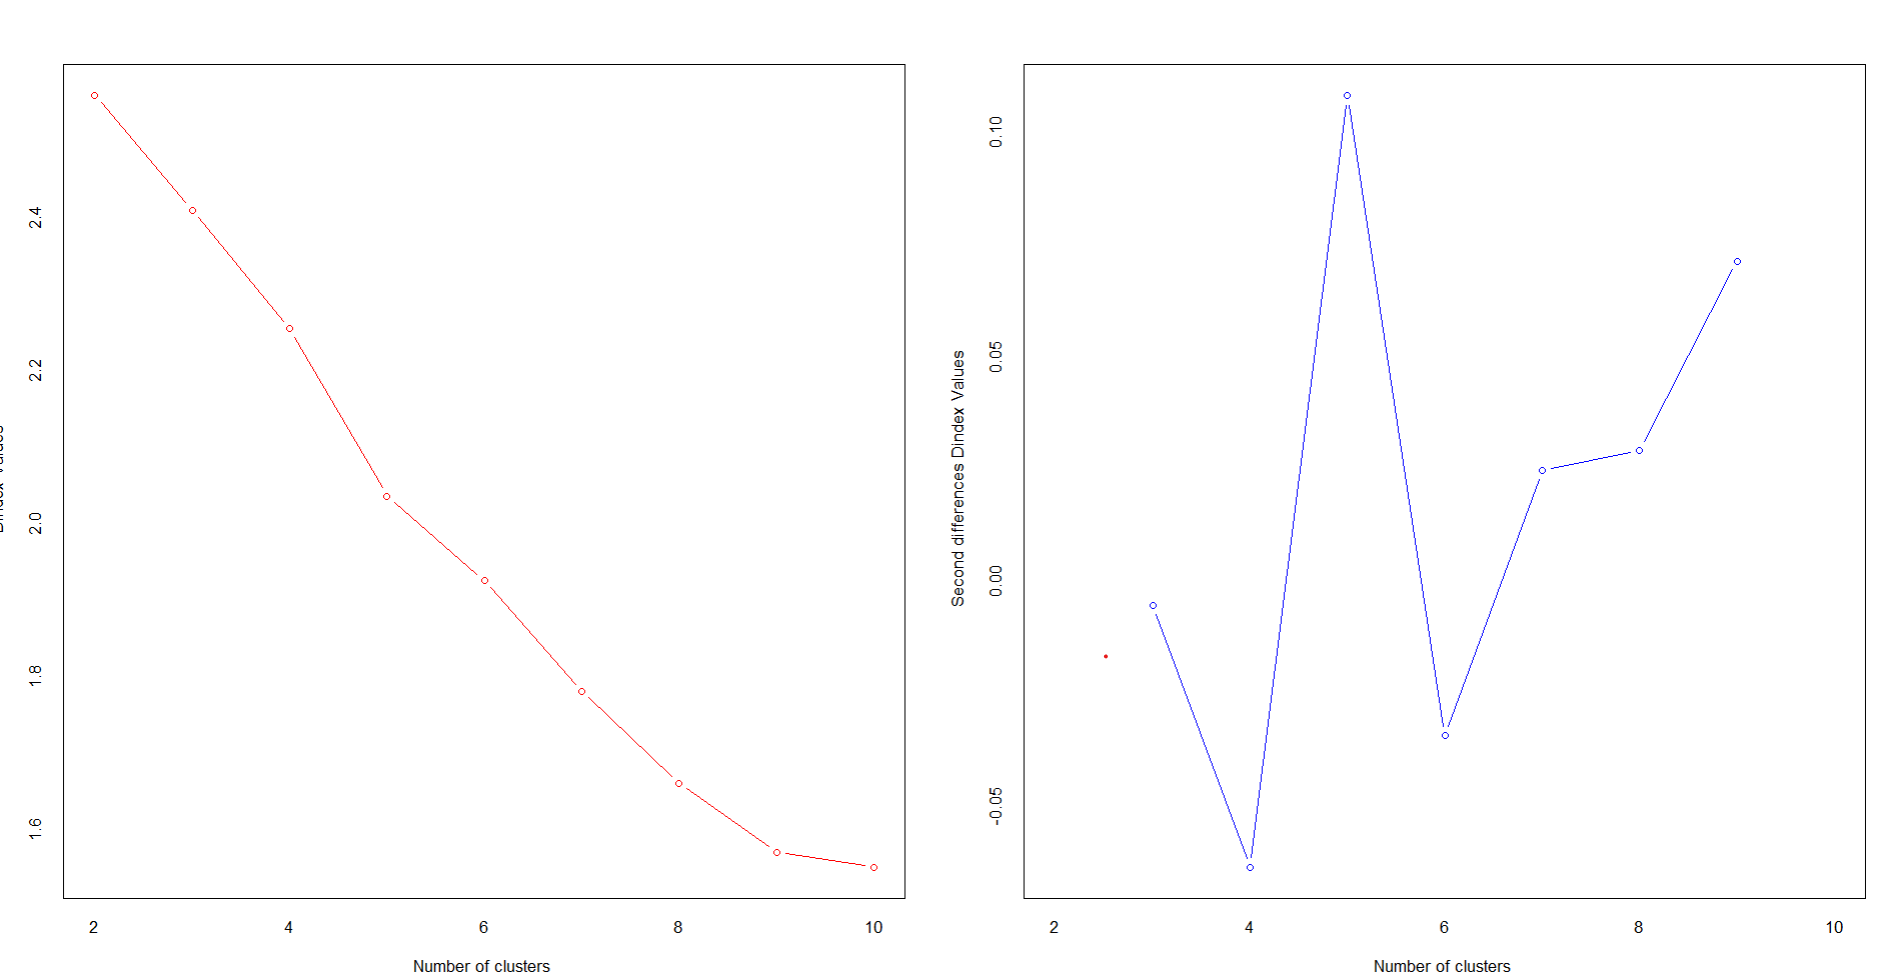 2.4
2.2
2.0
1.8
1.6
2 4 6 8 10
Number of clusters
Second differences Dindex Values
0.10
0.05
0.00
-0.05
2 4 6 8 10
Number of clusters